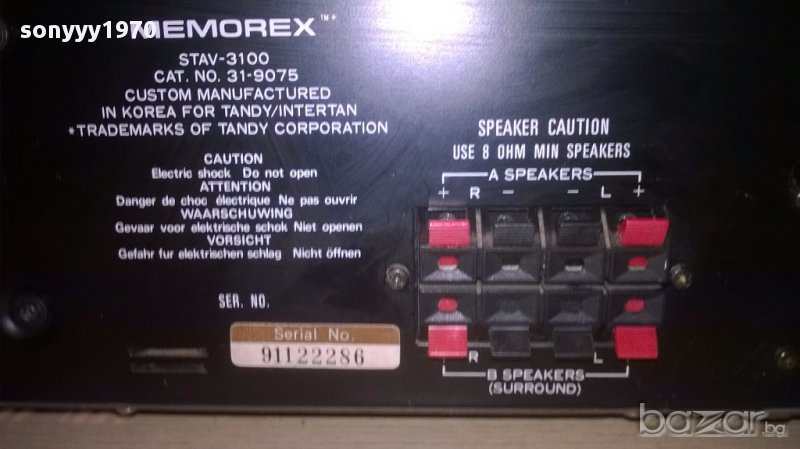 sonyyy1970
MEMOREX ™*
STAV-3100
CAT. NO. 31-9075
CUSTOM MANUFACTURED
IN KOREA FOR TANDY/INTERTAN
*TRADEMARKS OF TANDY CORPORATION
CAUTION
Electric shock Do not open
ATTENTION
Danger de choc électrique Ne pas ouvrir
WAARSCHUWING
Gevaar voor elektrische schok Niet openen
VORSICHT
Gefahr fur elektrischen schlag Nicht öffnen
SER. NO.
Serial No.
91122286
SPEAKER CAUTION
USE 8 OHM MIN SPEAKERS
A SPEAKERS
+ R - - L +
R L
B SPEAKERS
(SURROUND)
bazar.bg